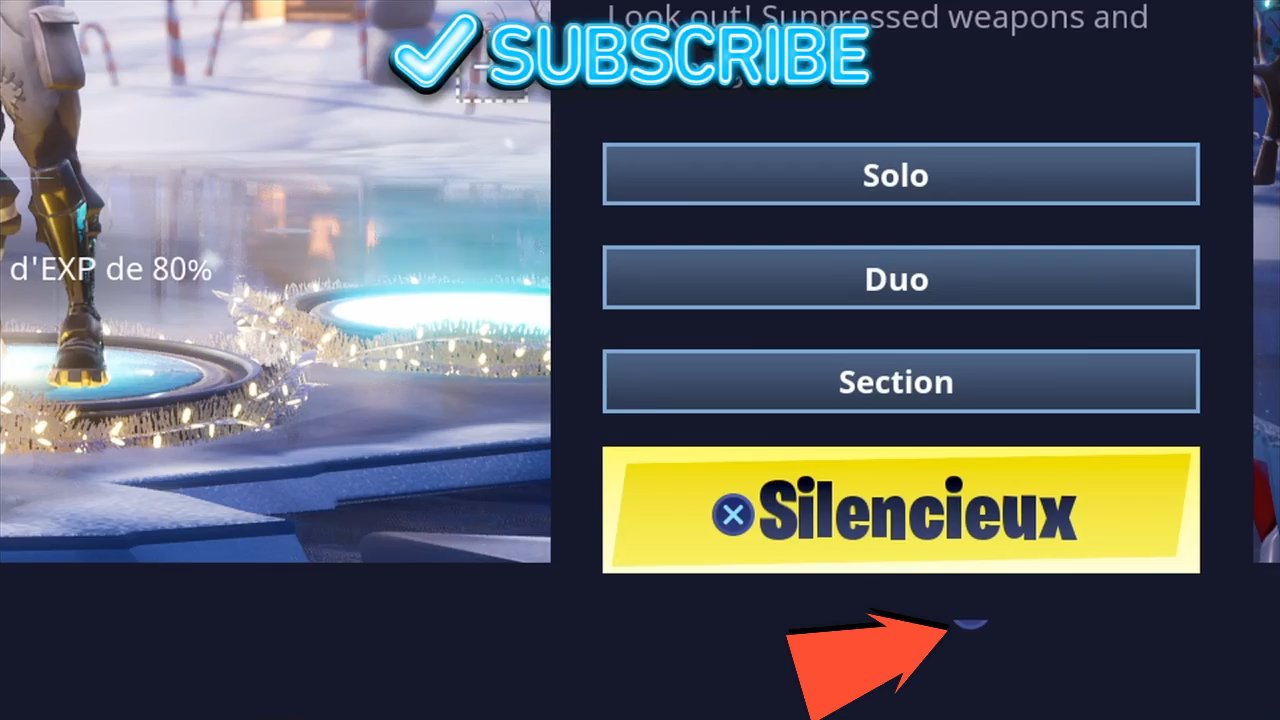 Look out! Suppressed weapons and
SUBSCRIBE
Solo
Duo
d'EXP de 80%
Section
Silencieux